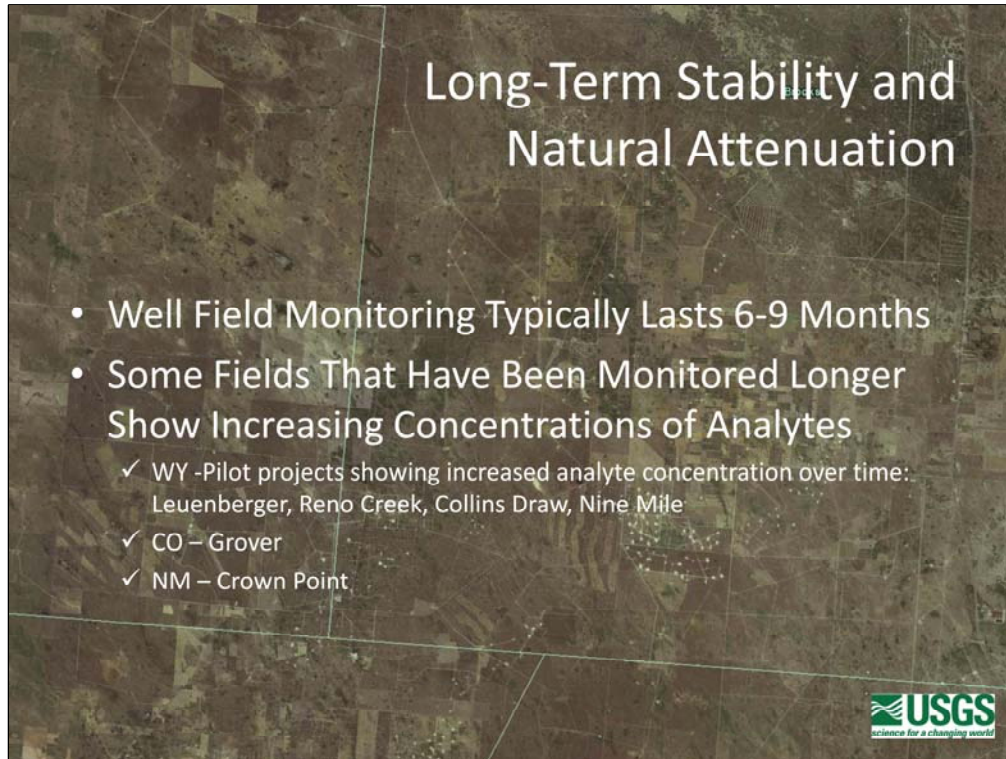 Long-Term Stability and
Brooks
Natural Attenuation
• Well Field Monitoring Typically Lasts 6-9 Months
• Some Fields That Have Been Monitored Longer
Show Increasing Concentrations of Analytes
✓ WY -Pilot projects showing increased analyte concentration over time:
Leuenberger, Reno Creek, Collins Draw, Nine Mile
✓ CO – Grover
✓ NM – Crown Point
USGS
science for a changing world